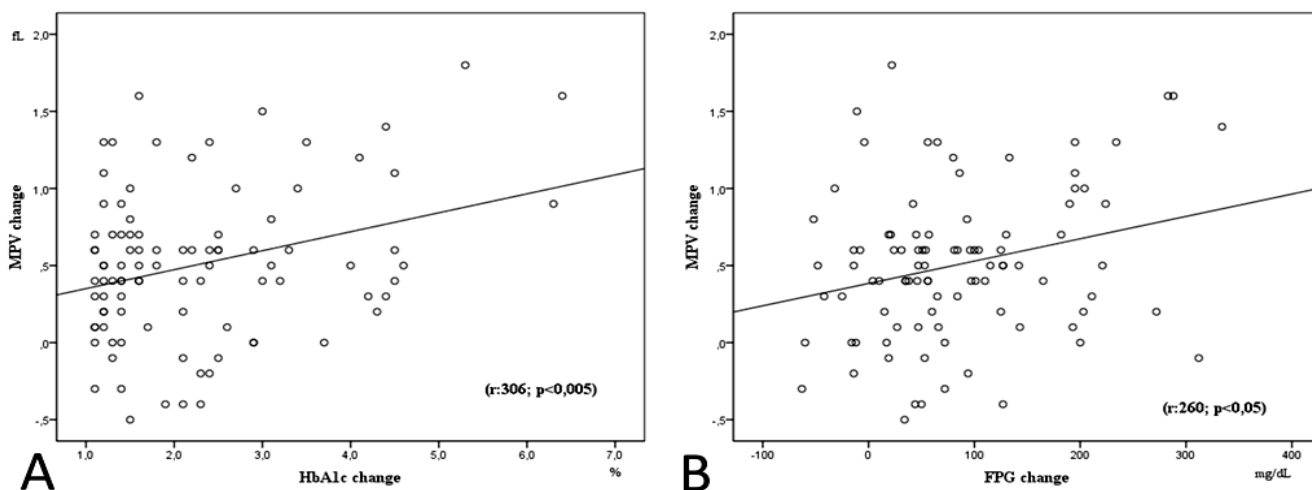 fL
2,0
1,5
1,0
,5
,0
-,5
MPV change
(r:306; p<0,005)
1,0 2,0 3,0 4,0 5,0 6,0 7,0
HbA1c change
%
A
2,0
1,5
1,0
,5
,0
-,5
MPV change
(r:260; p<0,05)
-100 0 100 200 300 400
FPG change
mg/dL
B